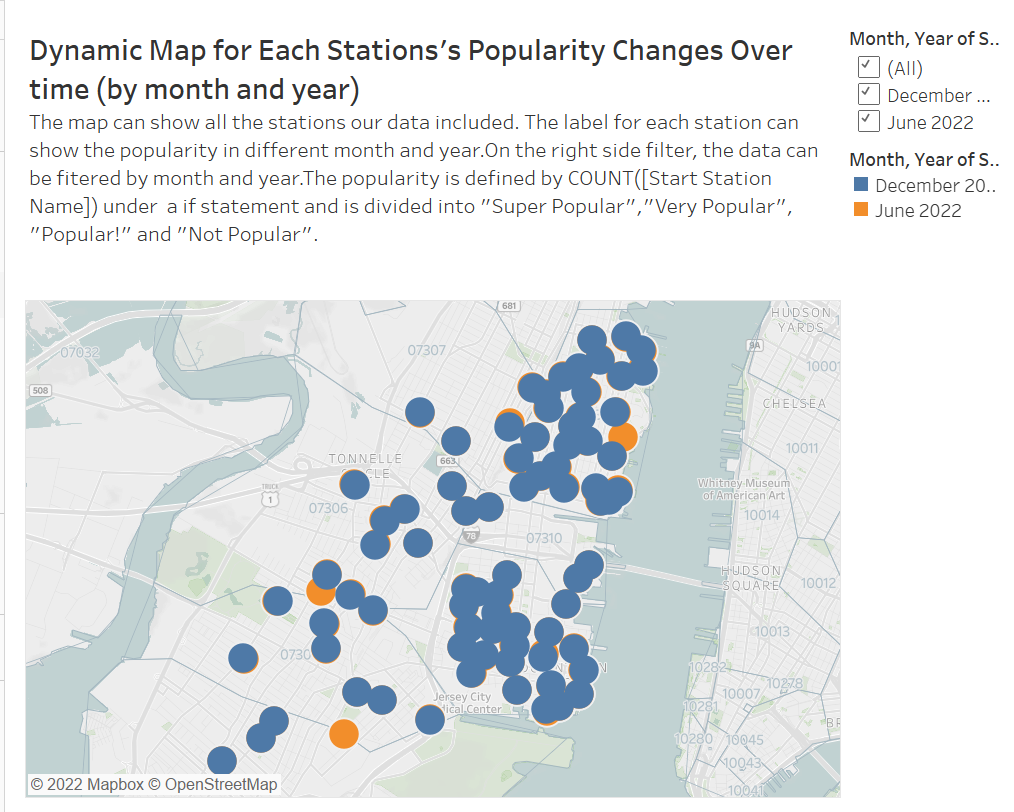 Dynamic Map for Each Stations's Popularity Changes Over
time (by month and year)
The map can show all the stations our data included. The label for each station can
show the popularity in different month and year.On the right side filter, the data can
be fitered by month and year.The popularity is defined by COUNT([Start Station
Name]) under  a if statement and is divided into "Super Popular","Very Popular",
"Popular!" and "Not Popular".
Month, Year of S..
(All)
December ...
June 2022
Month, Year of S..
December 20..
June 2022
681
HUDSON
YARDS
9A
07032
07307
1000
508
CHELSEA
TONNELLE
CLE
663
10011
Whitney Museum
of American Art
TRUCK
1
07306
10014
78
07310
HUDSON
SQUARE
10012
10013
0730
N
10282
10278
Jersey City
dical Center
10007
10281
BR
10280
10045
10043
10041
© 2022 Mapbox © OpenStreetMap